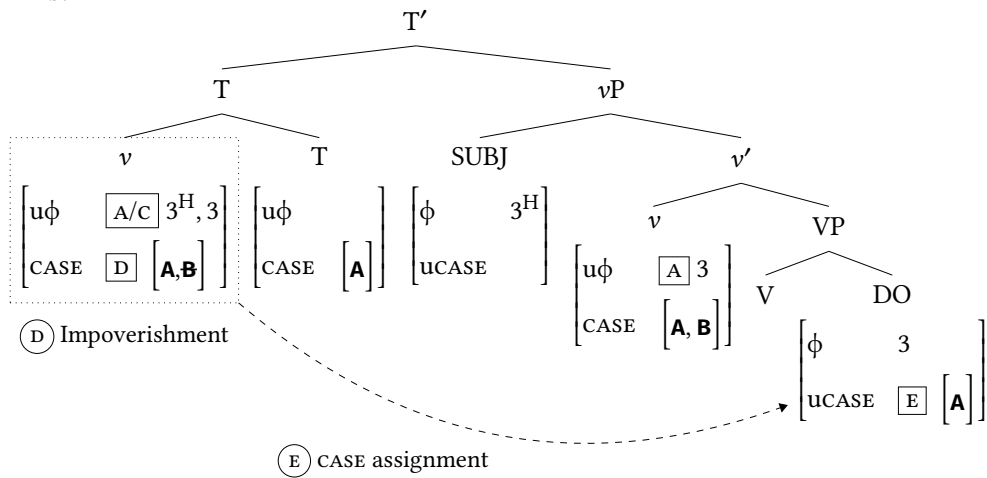 T′
T vP
v T SUBJ v′
[uϕ A/C 3ᴴ, 3] [uϕ] [ϕ 3ᴴ] v VP
[CASE D [A,B̶]] [CASE [A]] [uCASE] [uϕ A 3] V DO
D Impoverishment [CASE [A, B]] [ϕ 3]
[uCASE E [A]]
E CASE assignment